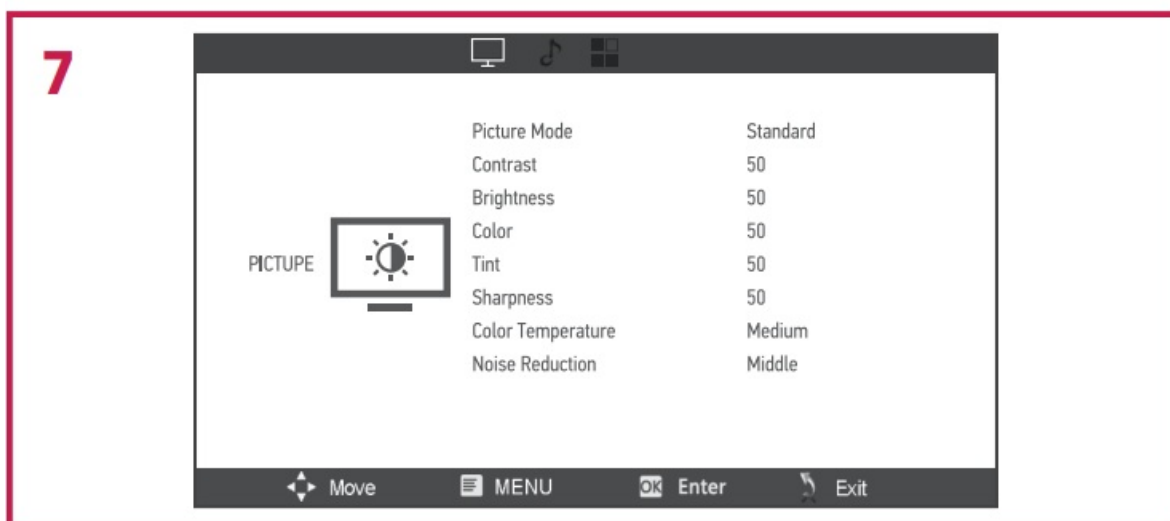 7
Picture Mode Standard
Contrast 50
Brightness 50
Color 50
PICTUPE
Tint 50
Sharpness 50
Color Temperature Medium
Noise Reduction Middle
Move MENU OK Enter Exit